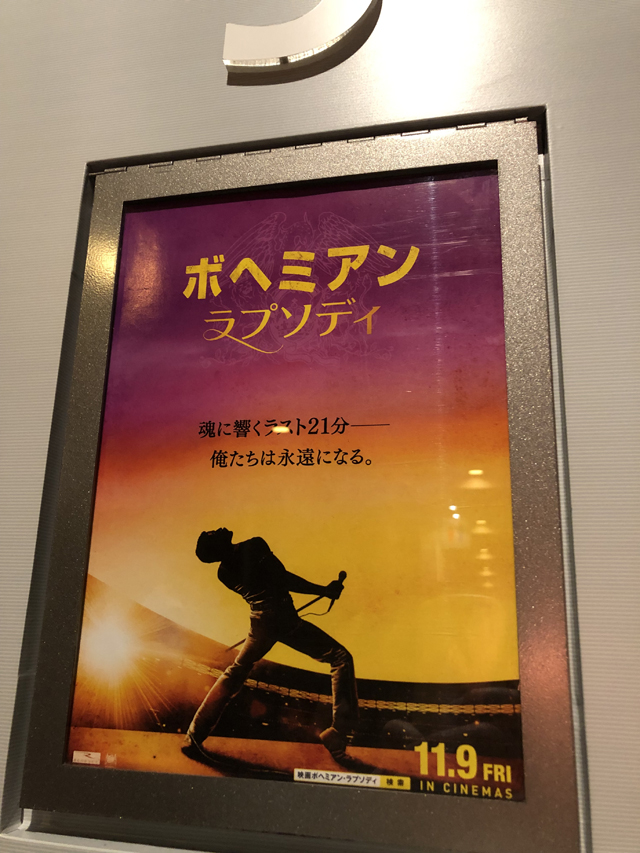 ボヘミアン
ラプソディ
魂に響くラスト21分──
俺たちは永遠になる。
11.9 FRI
IN CINEMAS
映画ボヘミアン・ラプソディ 検索